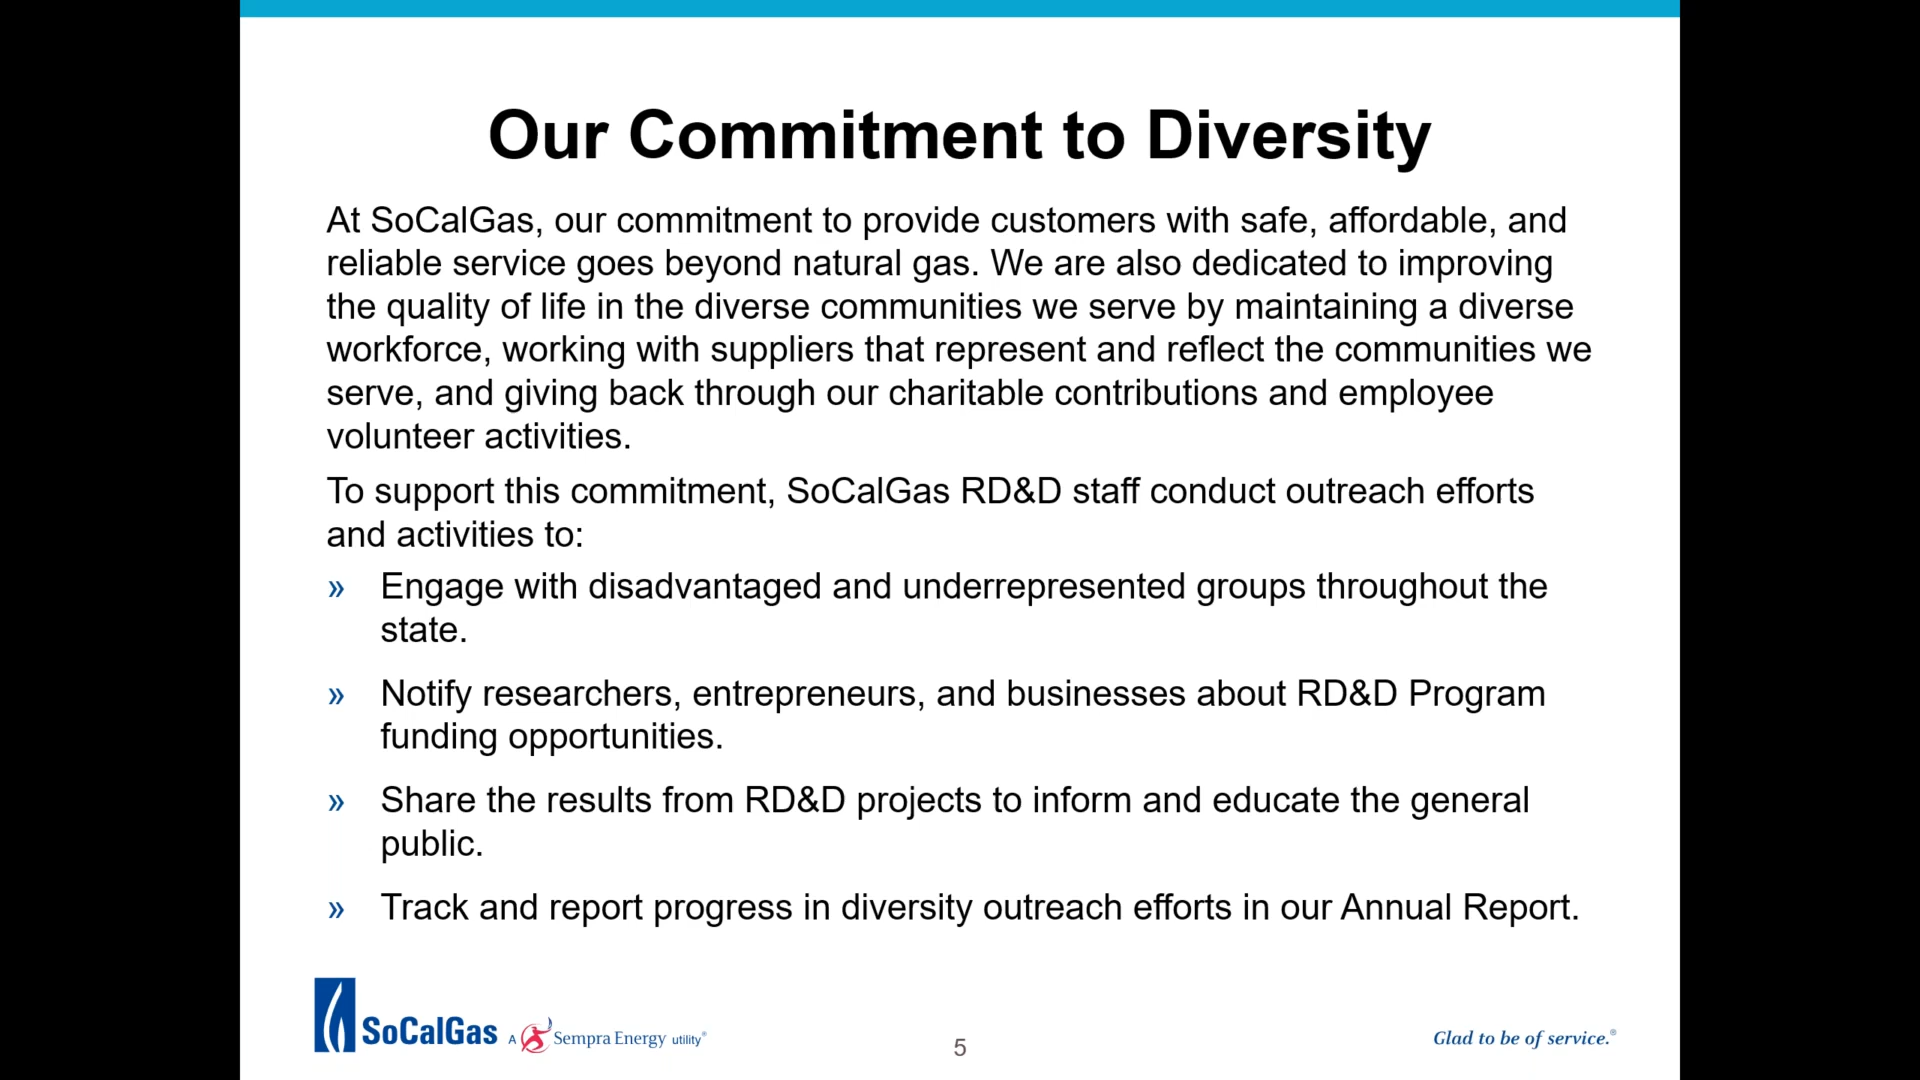 Our Commitment to Diversity
At SoCalGas, our commitment to provide customers with safe, affordable, and
reliable service goes beyond natural gas. We are also dedicated to improving
the quality of life in the diverse communities we serve by maintaining a diverse
workforce, working with suppliers that represent and reflect the communities we
serve, and giving back through our charitable contributions and employee
volunteer activities.
To support this commitment, SoCalGas RD&D staff conduct outreach efforts
and activities to:
» Engage with disadvantaged and underrepresented groups throughout the
state.
» Notify researchers, entrepreneurs, and businesses about RD&D Program
funding opportunities.
» Share the results from RD&D projects to inform and educate the general
public.
» Track and report progress in diversity outreach efforts in our Annual Report.
SoCalGas A Sempra Energy utility®
5
Glad to be of service.®